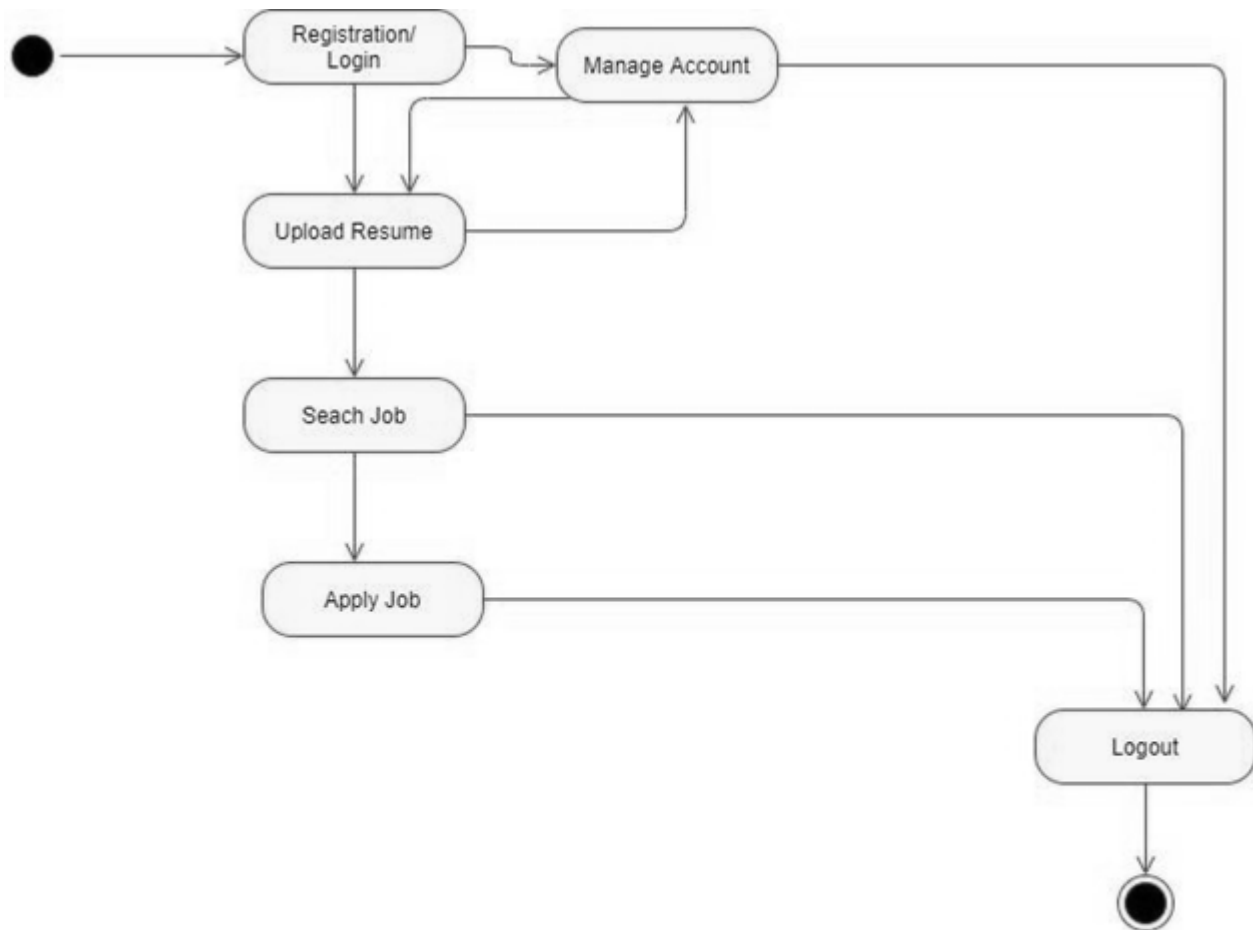 Registration/
Login
Manage Account
Upload Resume
Seach Job
Apply Job
Logout